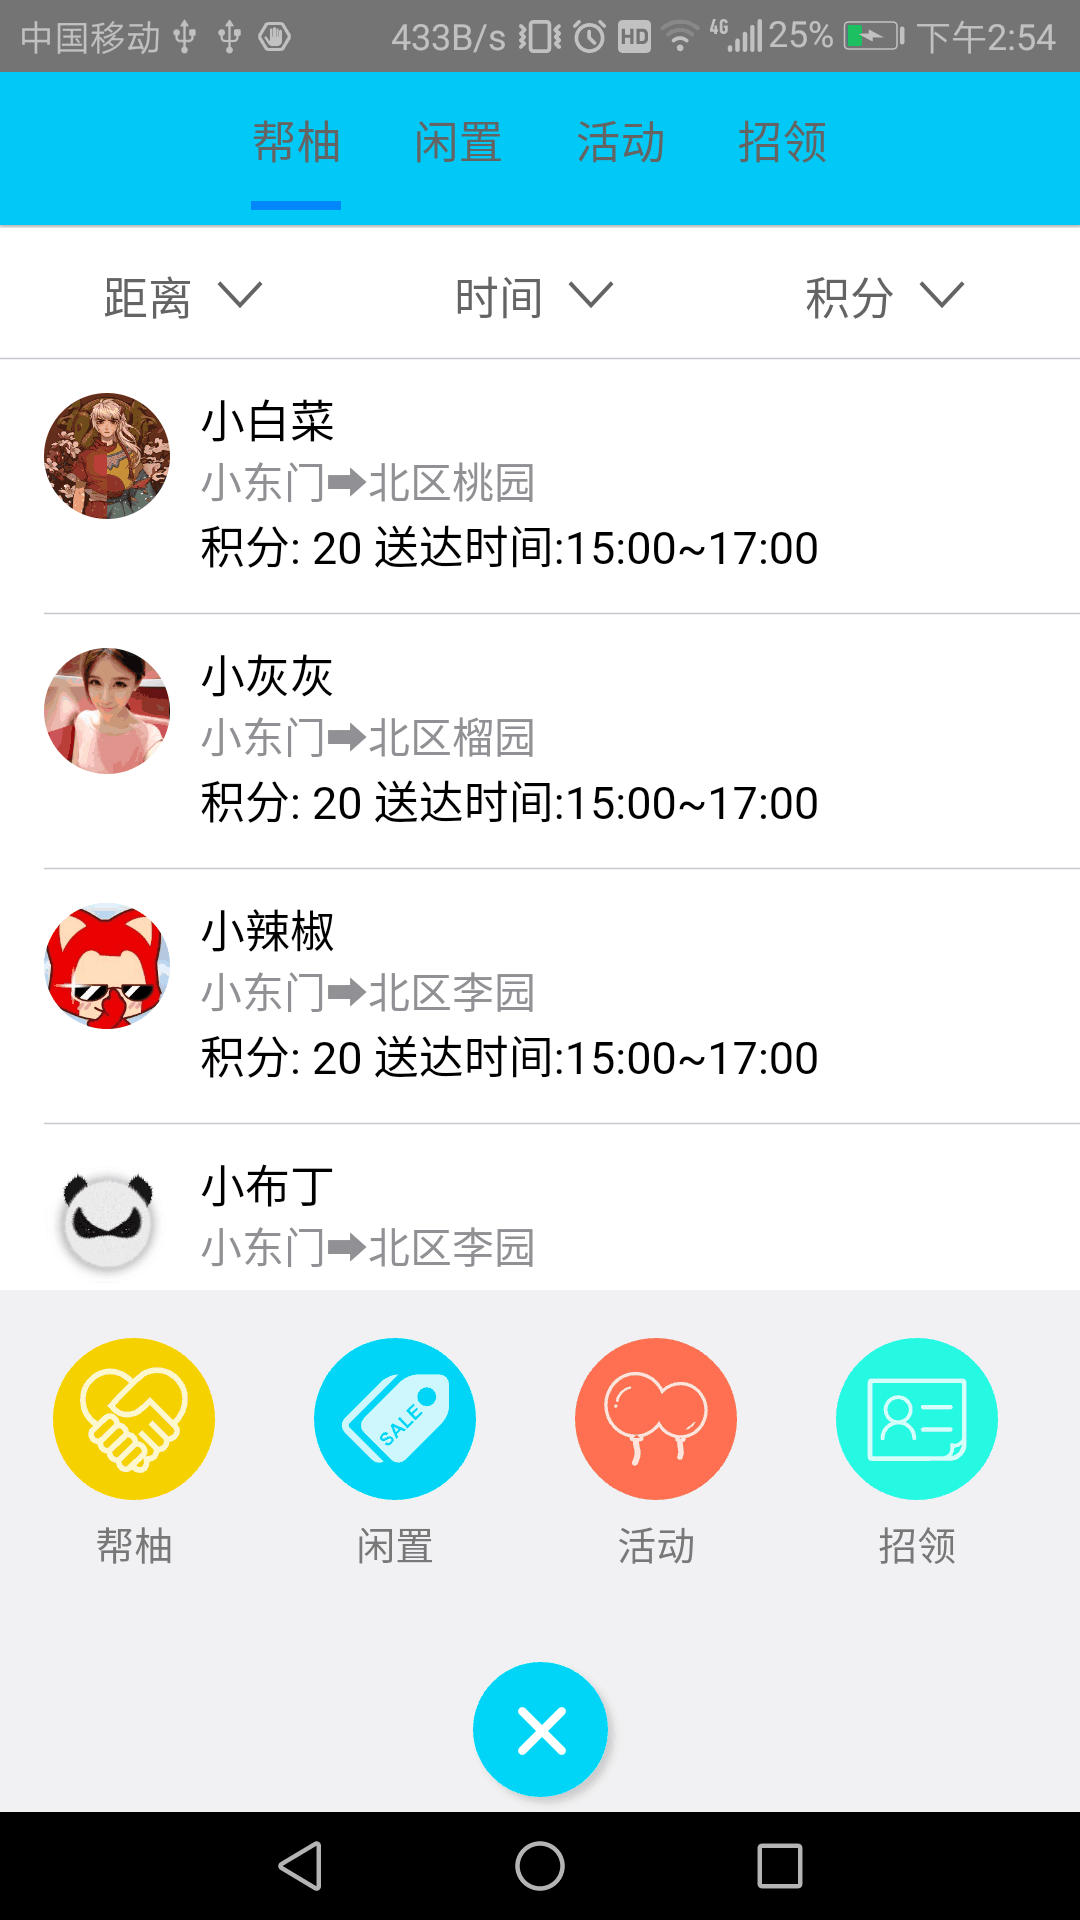 中国移动 433B/s HD 4G 25% 下午2:54
帮柚 闲置 活动 招领
距离 时间 积分
小白菜
小东门➡北区桃园
积分: 20 送达时间:15:00~17:00
小灰灰
小东门➡北区榴园
积分: 20 送达时间:15:00~17:00
小辣椒
小东门➡北区李园
积分: 20 送达时间:15:00~17:00
小布丁
小东门➡北区李园
SALE
帮柚 闲置 活动 招领